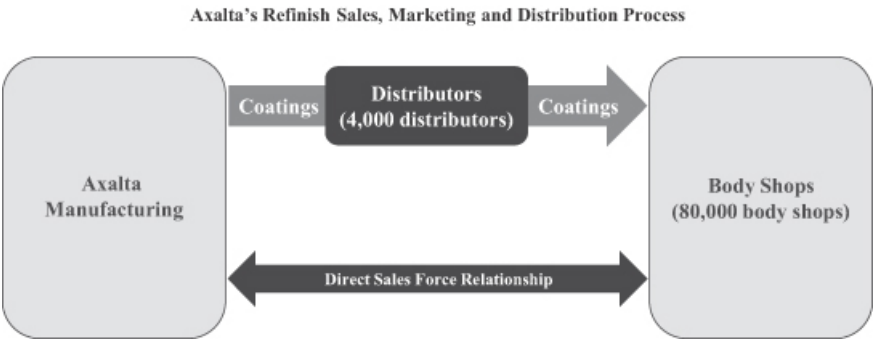 Axalta’s Refinish Sales, Marketing and Distribution Process
Coatings
Distributors
(4,000 distributors)
Coatings
Axalta
Manufacturing
Body Shops
(80,000 body shops)
Direct Sales Force Relationship